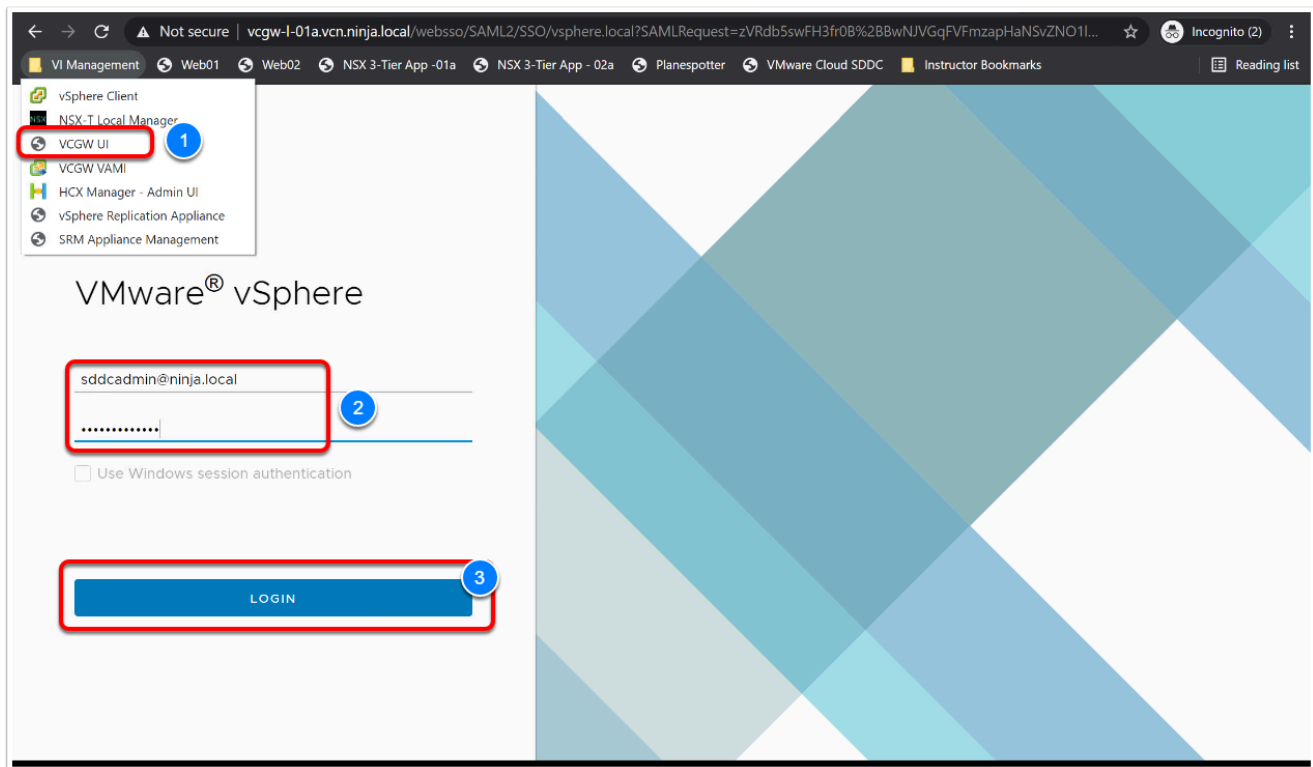 Not secure | vcgw-l-01a.vcn.ninja.local/websso/SAML2/SSO/vsphere.local?SAMLRequest=zVRdb5swFH3fr0B%2BBwNJVGqFVFmzapHaNSvZNO1l... Incognito (2)
VI Management Web01 Web02 NSX 3-Tier App -01a NSX 3-Tier App - 02a Planespotter VMware Cloud SDDC Instructor Bookmarks Reading list
vSphere Client
NSX NSX-T Local Manager
VCGW UI 1
VCGW VAMI
HCX Manager - Admin UI
vSphere Replication Appliance
SRM Appliance Management
VMware® vSphere
sddcadmin@ninja.local
2
•••••••••••••
Use Windows session authentication
3
LOGIN